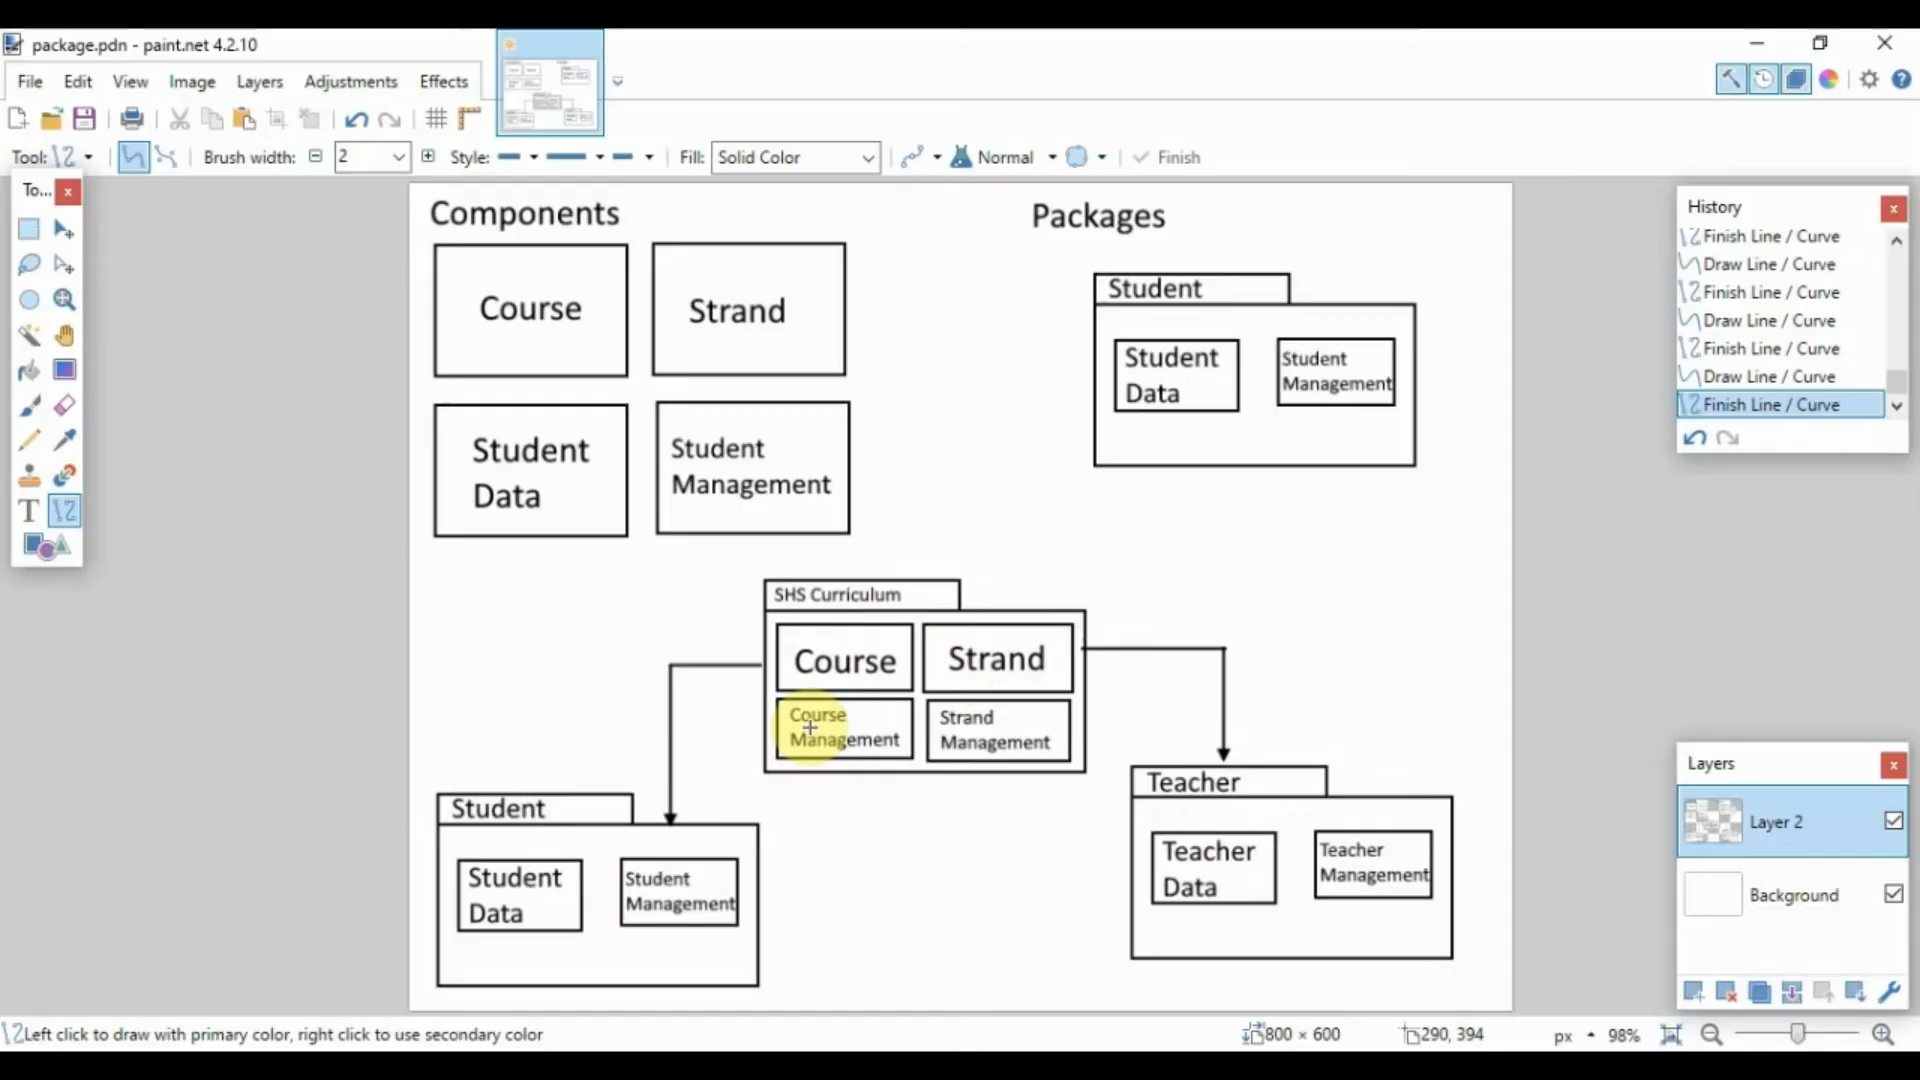 package.pdn - paint.net 4.2.10
File Edit View Image Layers Adjustments Effects
Tool: Brush width: 2 Style: Fill: Solid Color Normal Finish
To...
Components
Packages
Course
Strand
Student
Student
Data
Student
Management
Student
Data
Student
Management
SHS Curriculum
Course
Strand
Course
Management
Strand
Management
Student
Student
Data
Student
Management
Teacher
Teacher
Data
Teacher
Management
T
History
Finish Line / Curve
Draw Line / Curve
Finish Line / Curve
Draw Line / Curve
Finish Line / Curve
Draw Line / Curve
Finish Line / Curve
Layers
Layer 2
Background
Left click to draw with primary color, right click to use secondary color
800 × 600
290, 394
px
98%